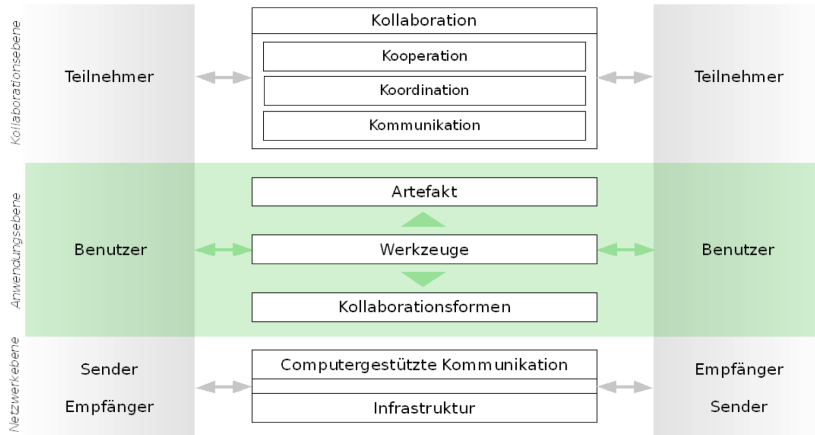 Kollaborationsebene
Teilnehmer
Kollaboration
Kooperation
Koordination
Kommunikation
Teilnehmer
Anwendungsebene
Benutzer
Artefakt
Werkzeuge
Kollaborationsformen
Benutzer
Netzwerkebene
Sender
Empfänger
Computergestützte Kommunikation
Infrastruktur
Empfänger
Sender